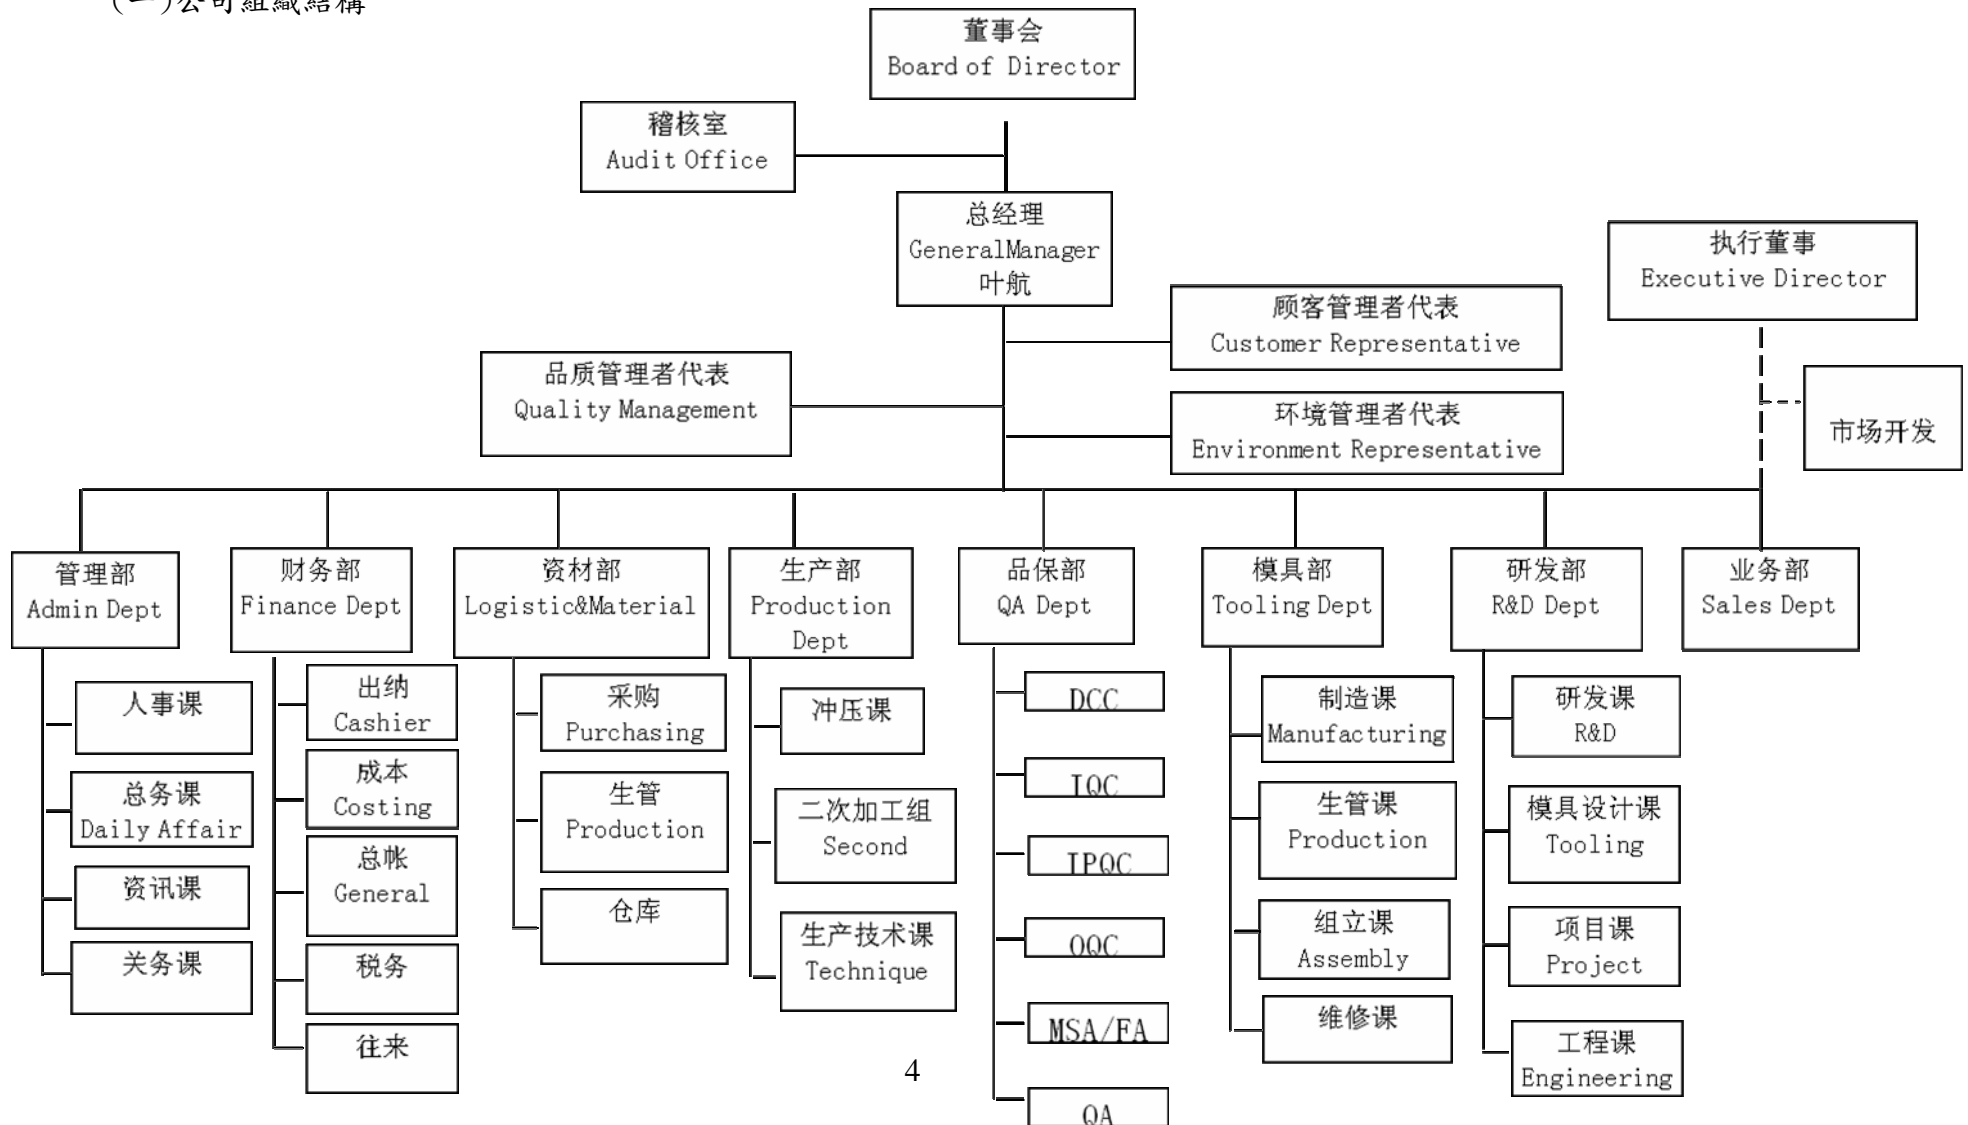 (一)公司組織結構
董事会
Board of Director
稽核室
Audit Office
总经理
GeneralManager
叶航
执行董事
Executive Director
顾客管理者代表
Customer Representative
品质管理者代表
Quality Management
环境管理者代表
Environment Representative
市场开发
管理部
Admin Dept
财务部
Finance Dept
资材部
Logistic&Material
生产部
Production
Dept
品保部
QA Dept
模具部
Tooling Dept
研发部
R&D Dept
业务部
Sales Dept
人事课
总务课
Daily Affair
资讯课
关务课
出纳
Cashier
成本
Costing
总帐
General
税务
往来
采购
Purchasing
生管
Production
仓库
冲压课
二次加工组
Second
生产技术课
Technique
DCC
IQC
IPQC
OQC
MSA/FA
QA
制造课
Manufacturing
生管课
Production
组立课
Assembly
维修课
研发课
R&D
模具设计课
Tooling
项目课
Project
工程课
Engineering
4